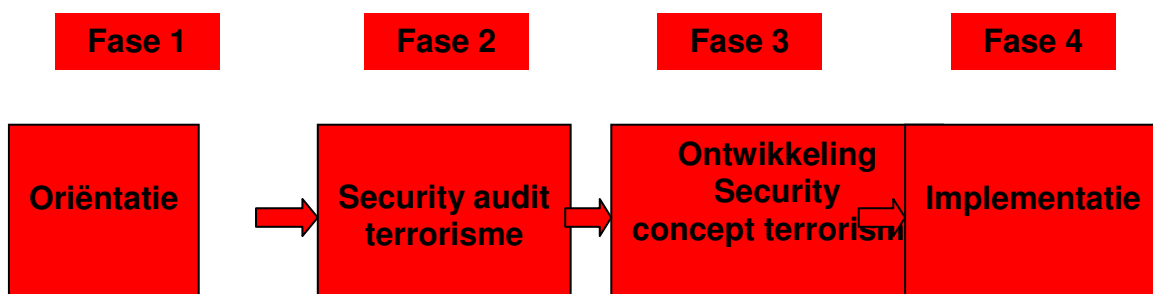 Fase 1
Fase 2
Fase 3
Fase 4
Oriëntatie
Security audit
terrorisme
Ontwikkeling
Security
concept
Implementatie